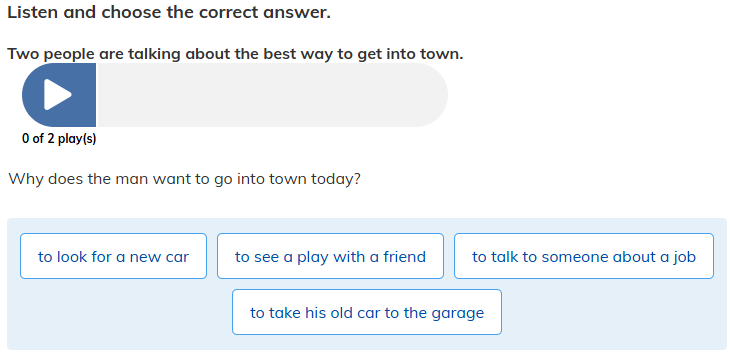 Listen and choose the correct answer.
Two people are talking about the best way to get into town.
0 of 2 play(s)
Why does the man want to go into town today?
to look for a new car
to see a play with a friend
to talk to someone about a job
to take his old car to the garage